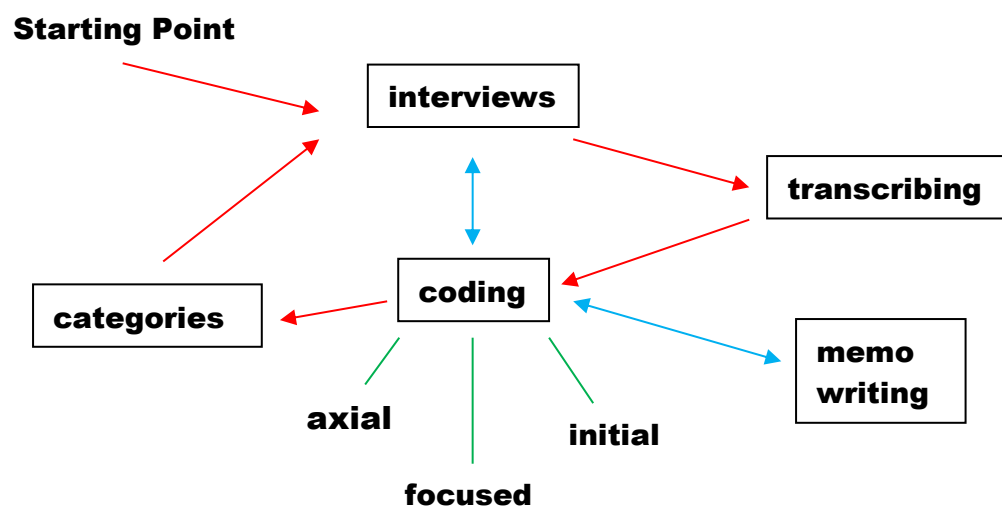 Starting Point
interviews
transcribing
coding
categories
memo
writing
axial
initial
focused